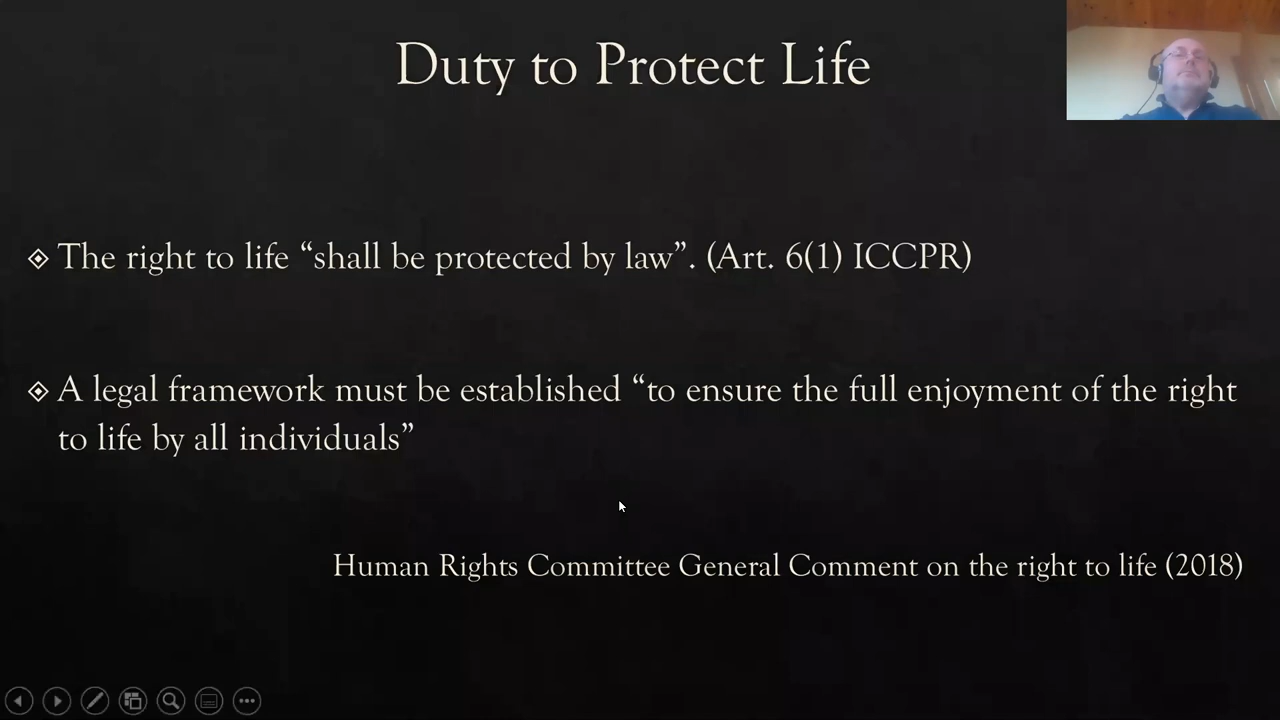 Duty to Protect Life
The right to life “shall be protected by law”. (Art. 6(1) ICCPR)
A legal framework must be established “to ensure the full enjoyment of the right
to life by all individuals”
Human Rights Committee General Comment on the right to life (2018)